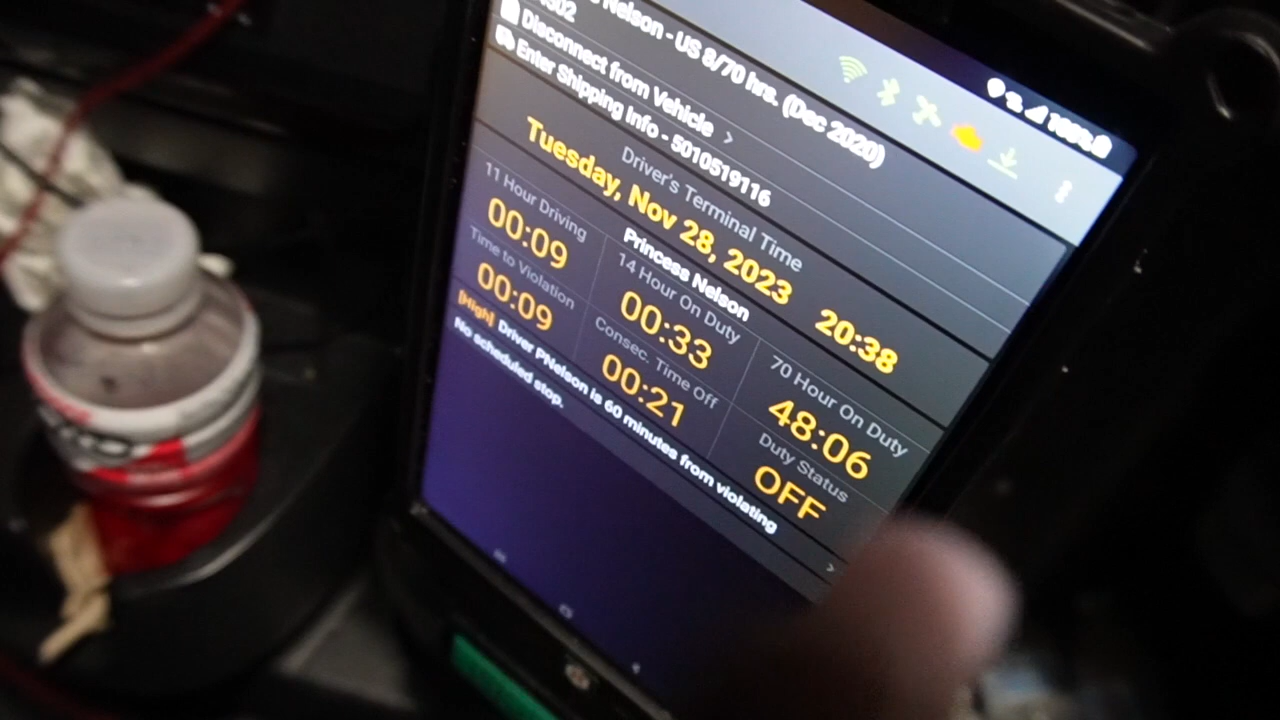 Nelson - US 8/70 hrs. (Dec 2020)
100%
Disconnect from Vehicle >
Enter Shipping Info - 5010519116
Driver's Terminal Time
Tuesday, Nov 28, 2023 20:38
Princess Nelson
11 Hour Driving
00:09
14 Hour On Duty
00:33
70 Hour On Duty
48:06
Time to Violation
00:09
Consec. Time Off
00:21
Duty Status
OFF
[High] Driver PNelson is 60 minutes from violating
No scheduled stop. >